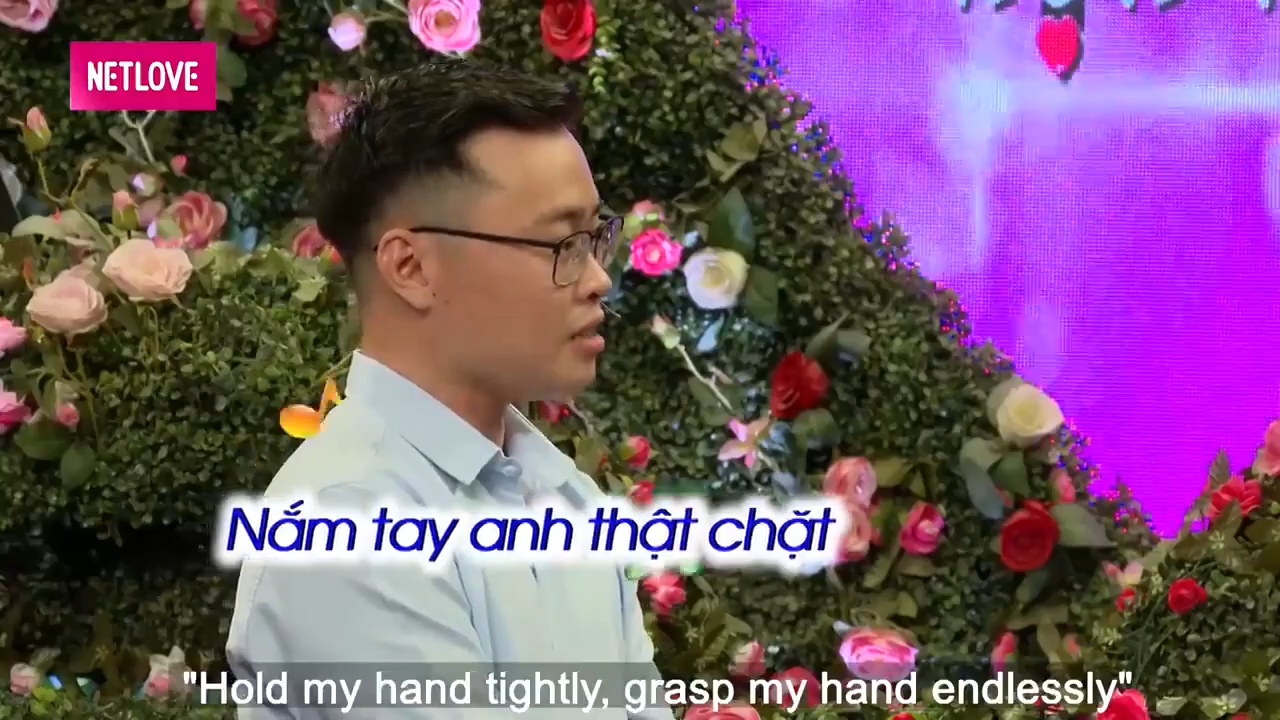 NETLOVE
Nắm tay anh thật chặt
"Hold my hand tightly, grasp my hand endlessly"